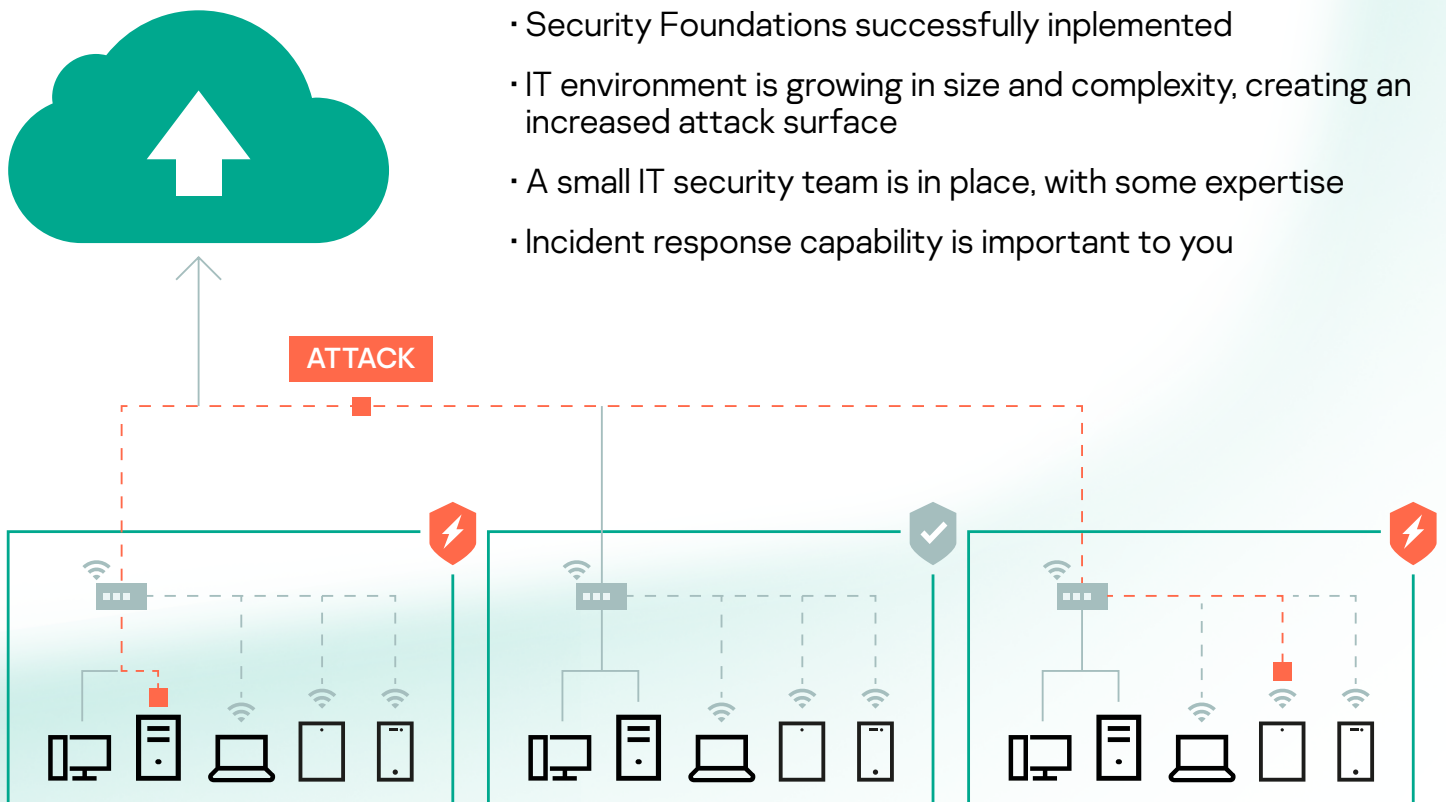 · Security Foundations successfully inplemented
· IT environment is growing in size and complexity, creating an
increased attack surface
· A small IT security team is in place, with some expertise
· Incident response capability is important to you
ATTACK